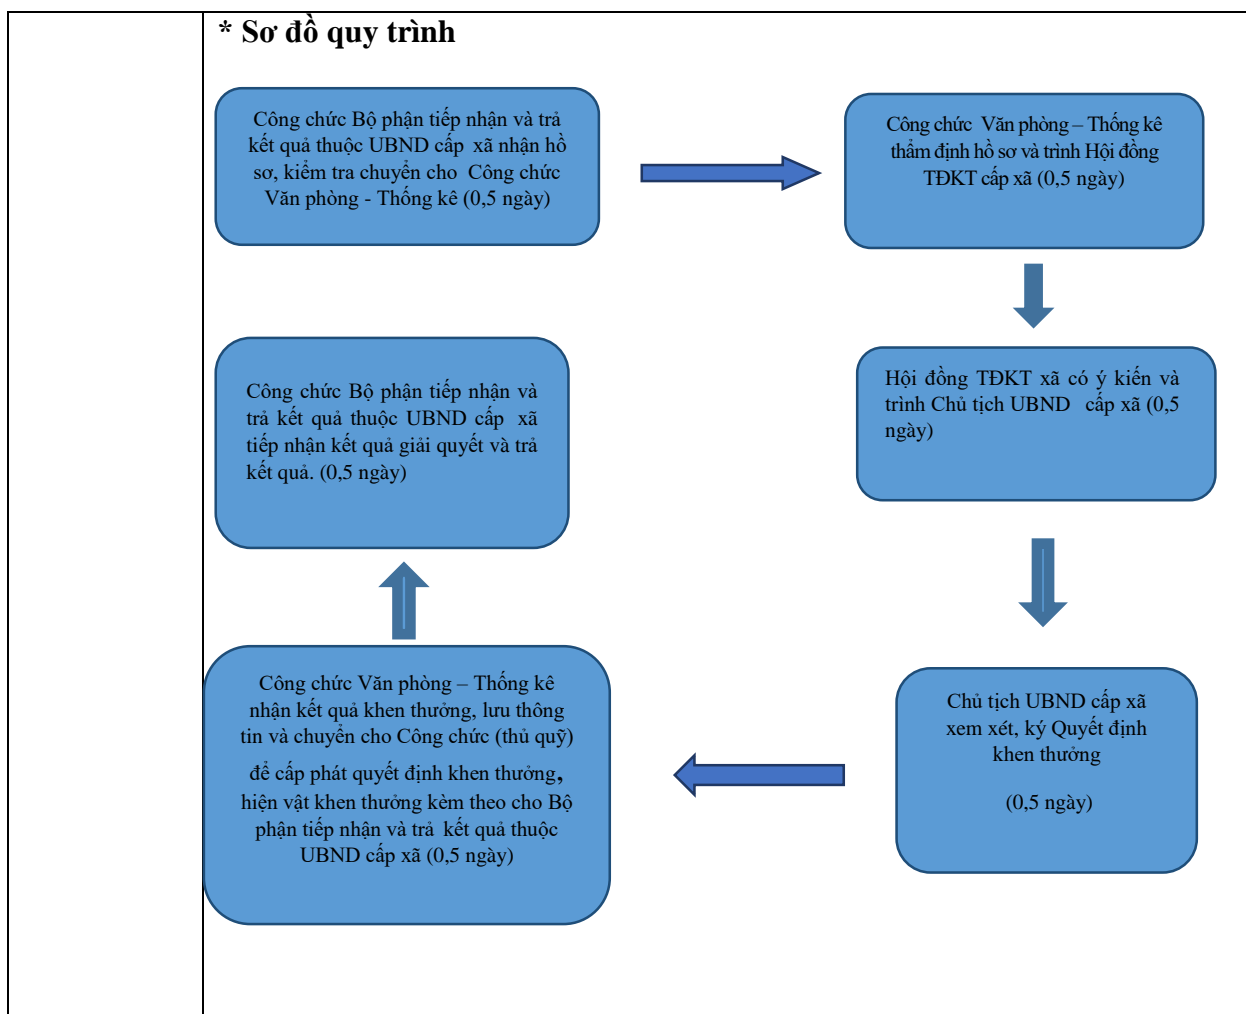 * Sơ đồ quy trình
Công chức Bộ phận tiếp nhận và trả
kết quả thuộc UBND cấp xã nhận hồ
sơ, kiểm tra chuyển cho Công chức
Văn phòng - Thống kê (0,5 ngày)
Công chức Văn phòng – Thống kê
thẩm định hồ sơ và trình Hội đồng
TĐKT cấp xã (0,5 ngày)
Hội đồng TĐKT xã có ý kiến và
trình Chủ tịch UBND cấp xã (0,5
ngày)
Chủ tịch UBND cấp xã
xem xét, ký Quyết định
khen thưởng
(0,5 ngày)
Công chức Văn phòng – Thống kê
nhận kết quả khen thưởng, lưu thông
tin và chuyển cho Công chức (thủ quỹ)
để cấp phát quyết định khen thưởng,
hiện vật khen thưởng kèm theo cho Bộ
phận tiếp nhận và trả kết quả thuộc
UBND cấp xã (0,5 ngày)
Công chức Bộ phận tiếp nhận và
trả kết quả thuộc UBND cấp xã
tiếp nhận kết quả giải quyết và trả
kết quả. (0,5 ngày)